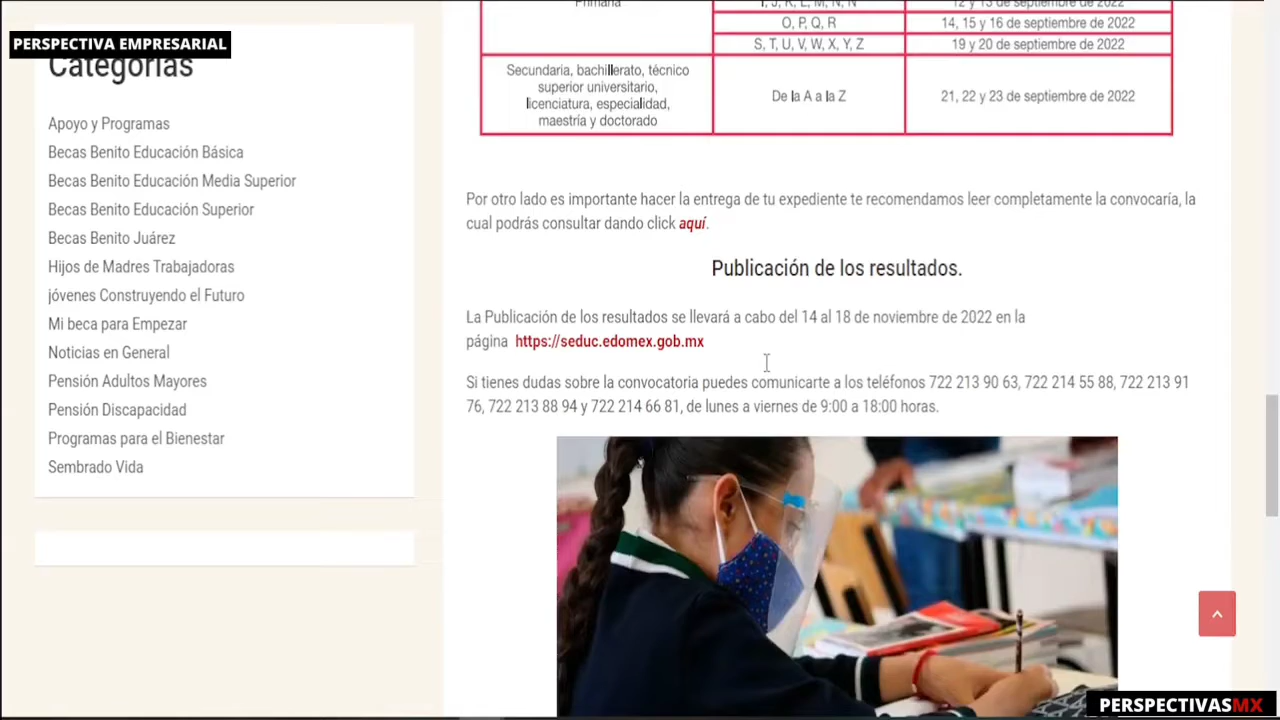 PERSPECTIVA EMPRESARIAL
Categorías
Apoyo y Programas
Becas Benito Educación Básica
Becas Benito Educación Media Superior
Becas Benito Educación Superior
Becas Benito Juárez
Hijos de Madres Trabajadoras
jóvenes Construyendo el Futuro
Mi beca para Empezar
Noticias en General
Pensión Adultos Mayores
Pensión Discapacidad
Programas para el Bienestar
Sembrado Vida
Primaria
I, J, K, L, M, N, Ñ 12 y 13 de septiembre de 2022
O, P, Q, R 14, 15 y 16 de septiembre de 2022
S, T, U, V, W, X, Y, Z 19 y 20 de septiembre de 2022
Secundaria, bachillerato, técnico
superior universitario,
licenciatura, especialidad,
maestría y doctorado
De la A a la Z 21, 22 y 23 de septiembre de 2022
Por otro lado es importante hacer la entrega de tu expediente te recomendamos leer completamente la convocaría, la
cual podrás consultar dando click aquí.
Publicación de los resultados.
La Publicación de los resultados se llevará a cabo del 14 al 18 de noviembre de 2022 en la
página https://seduc.edomex.gob.mx
Si tienes dudas sobre la convocatoria puedes comunicarte a los teléfonos 722 213 90 63, 722 214 55 88, 722 213 91
76, 722 213 88 94 y 722 214 66 81, de lunes a viernes de 9:00 a 18:00 horas.
PERSPECTIVASMX